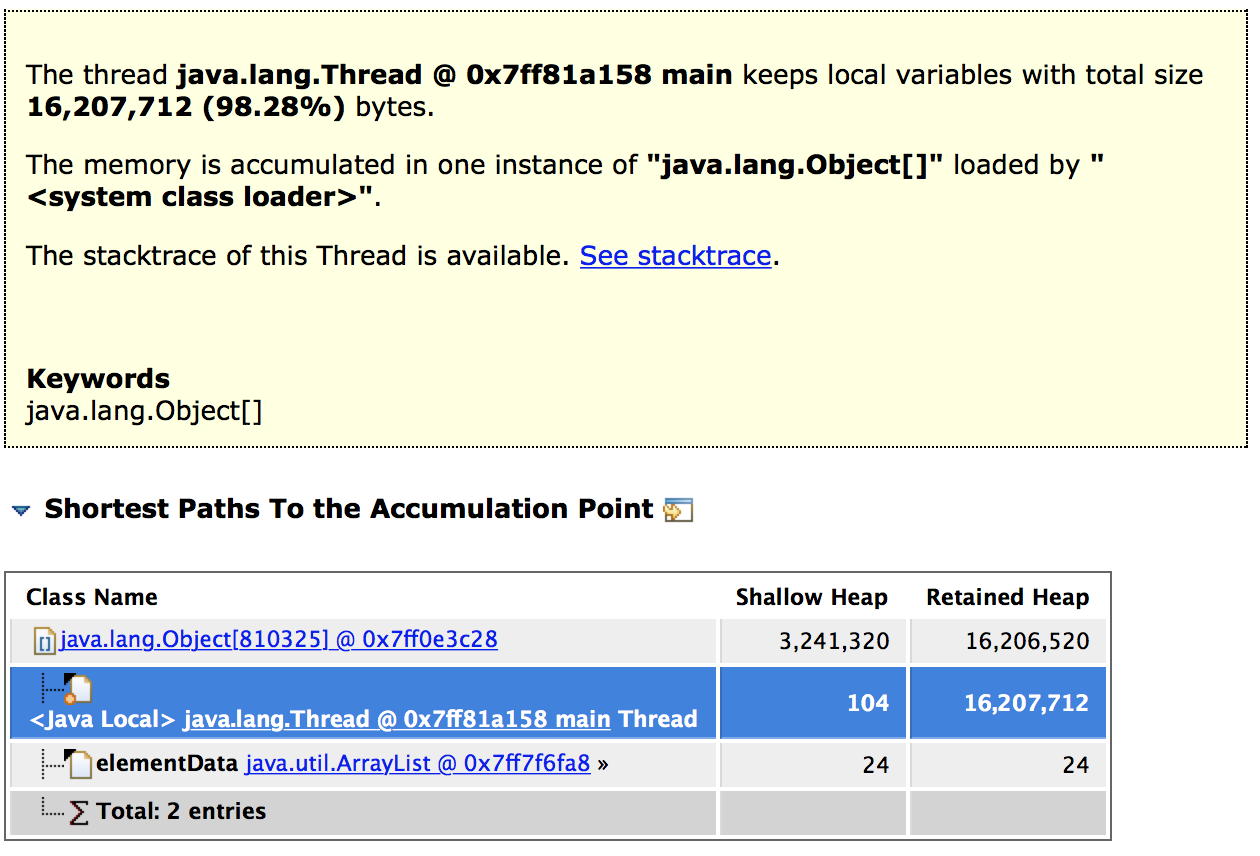 The thread java.lang.Thread @ 0x7ff81a158 main keeps local variables with total size
16,207,712 (98.28%) bytes.
The memory is accumulated in one instance of "java.lang.Object[]" loaded by "
<system class loader>".
The stacktrace of this Thread is available. See stacktrace.
Keywords
java.lang.Object[]
Shortest Paths To the Accumulation Point
Class Name Shallow Heap Retained Heap
java.lang.Object[810325] @ 0x7ff0e3c28 3,241,320 16,206,520
<Java Local> java.lang.Thread @ 0x7ff81a158 main Thread 104 16,207,712
elementData java.util.ArrayList @ 0x7ff7f6fa8 » 24 24
Σ Total: 2 entries